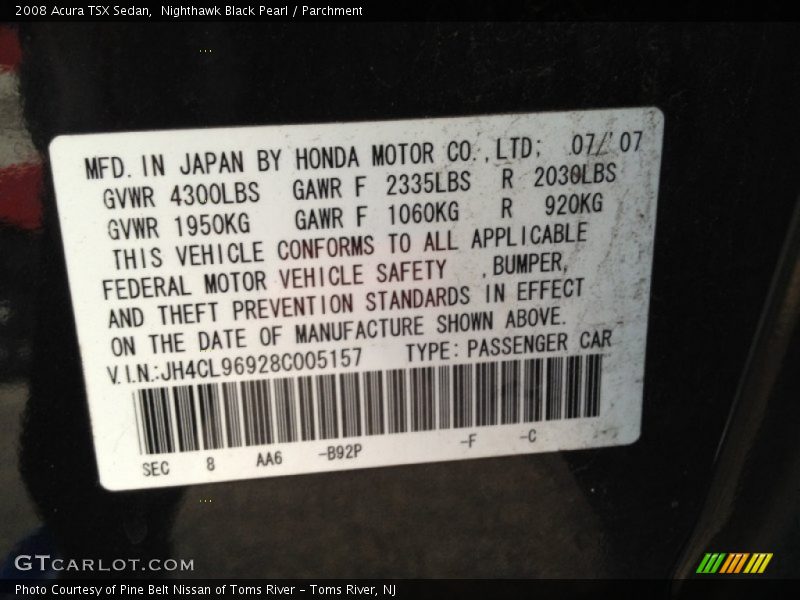 2008 Acura TSX Sedan,  Nighthawk Black Pearl / Parchment
MFD. IN JAPAN BY HONDA MOTOR CO.,LTD; 07/'07
GVWR 4300LBS GAWR F 2335LBS R 2030LBS
GVWR 1950KG GAWR F 1060KG R 920KG
THIS VEHICLE CONFORMS TO ALL APPLICABLE
FEDERAL MOTOR VEHICLE SAFETY ,BUMPER,
AND THEFT PREVENTION STANDARDS IN EFFECT
ON THE DATE OF MANUFACTURE SHOWN ABOVE.
V.I.N.:JH4CL96928C005157 TYPE: PASSENGER CAR
SEC 8 AA6 -B92P -F -C
GTCARLOT.COM
Photo Courtesy of Pine Belt Nissan of Toms River – Toms River, NJ